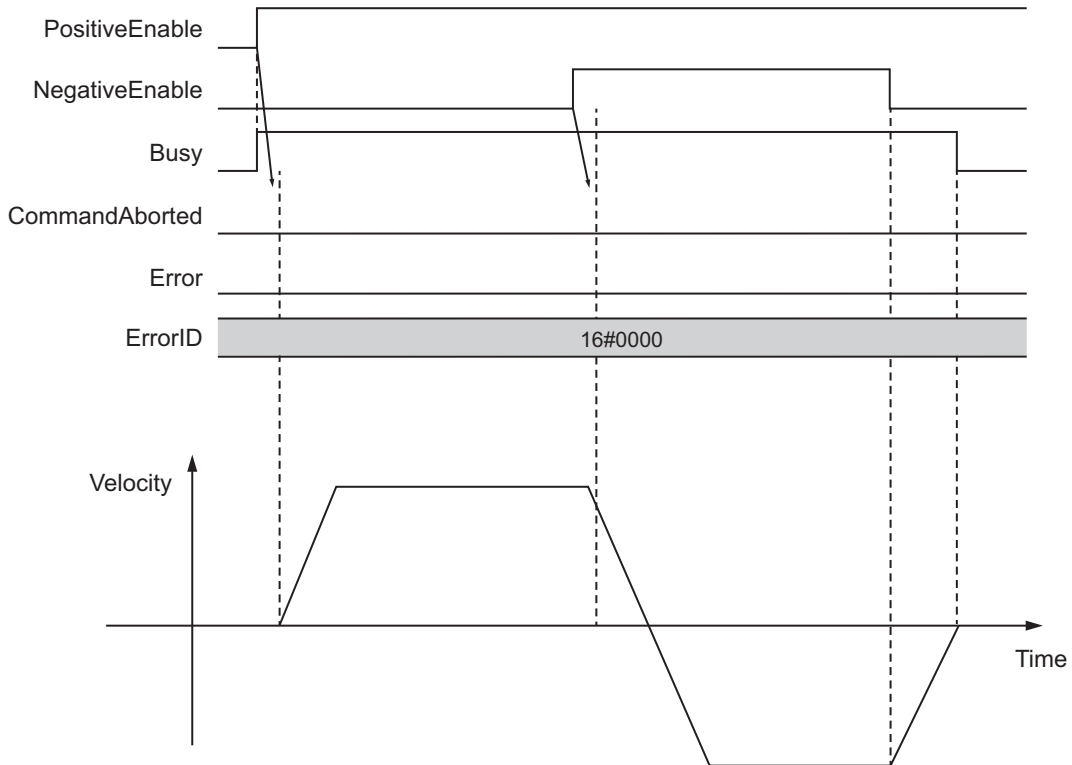 PositiveEnable
NegativeEnable
Busy
CommandAborted
Error
ErrorID
16#0000
Velocity
Time